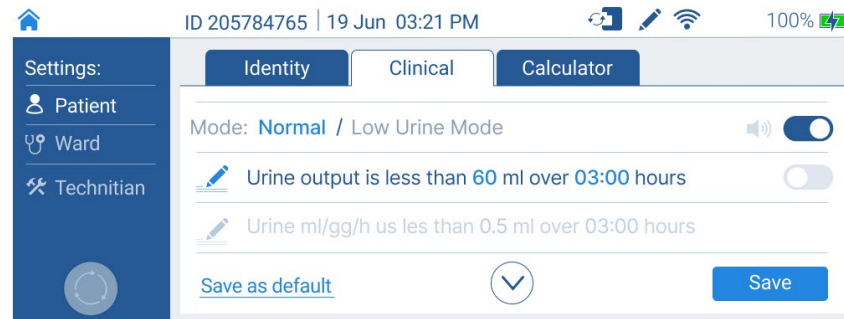 ID 205784765 | 19 Jun 03:21 PM 100%
Settings:
Patient
Ward
Technitian
Identity Clinical Calculator
Mode: Normal / Low Urine Mode
Urine output is less than 60 ml over 03:00 hours
Urine ml/gg/h us les than 0.5 ml over 03:00 hours
Save as default Save